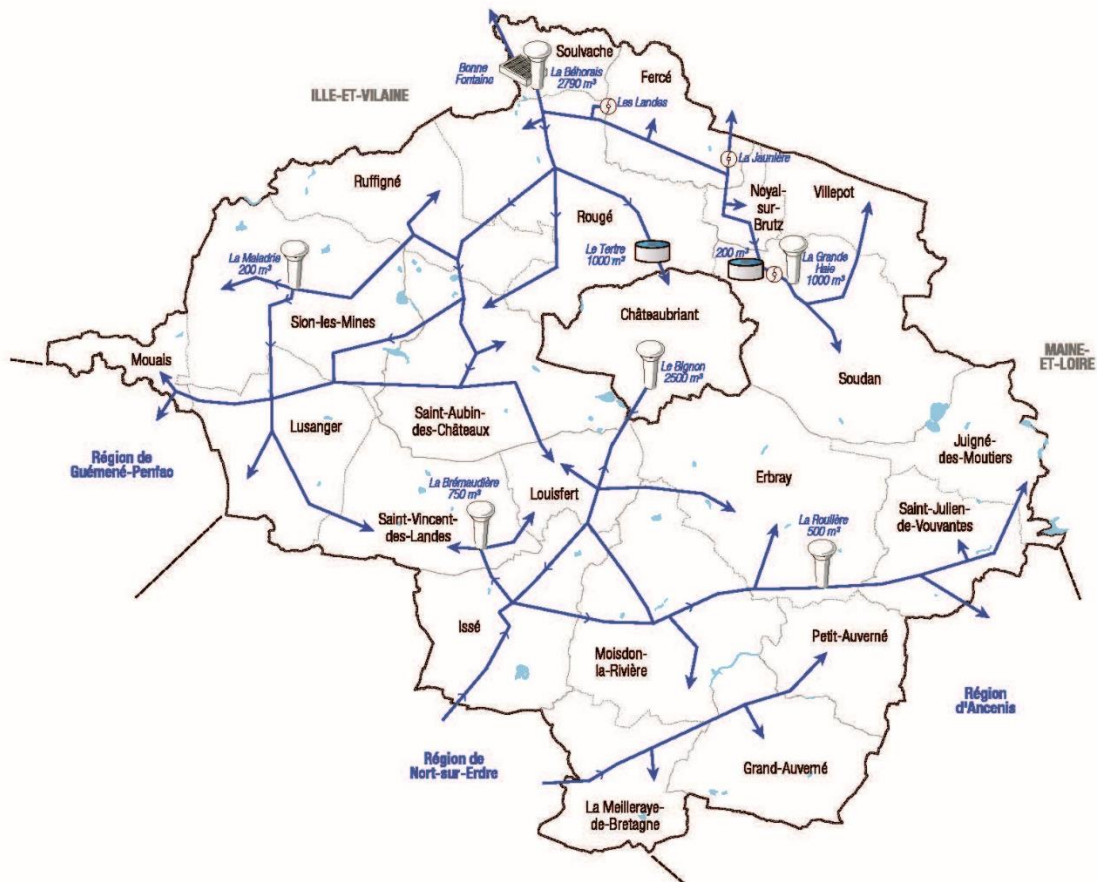 Soulvache
Bonne
Fontaine
La Béhorais
2790 m³
Fercé
ILLE-ET-VILAINE
Les Landes
La Jaunière
Ruffigné
Villepot
Noyal-
sur-
Brutz
Rougé
La Maladrie
200 m³
Le Tertre
1000 m³
200 m³
La Grande
Haie
1000 m³
Châteaubriant
Sion-les-Mines
Mouais
Le Bignon
2500 m³
MAINE-
ET-LOIRE
Soudan
Lusanger
Saint-Aubin-
des-Châteaux
Juigné-
des-Moutiers
Région de
Guémené-Penfao
La Brémaudière
750 m³
Louisfert
Erbray
Saint-Vincent-
des-Landes
La Roulière
500 m³
Saint-Julien-
de-Vouvantes
Issé
Moisdon-
la-Rivière
Petit-Auverné
Région
d'Ancenis
Région de
Nort-sur-Erdre
Grand-Auverné
La Meilleraye-
de-Bretagne